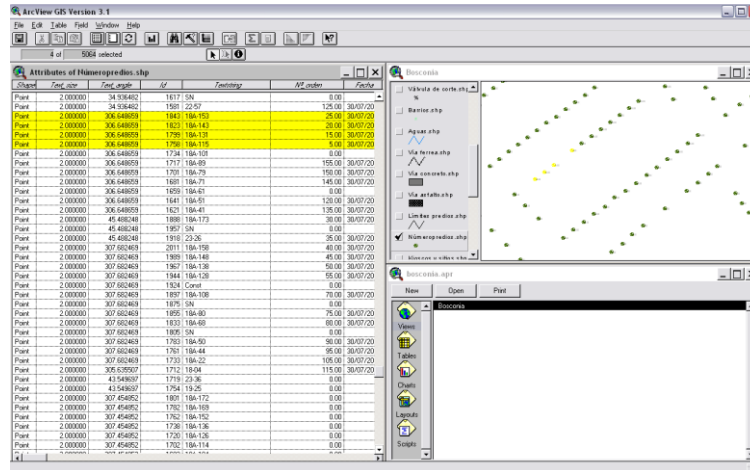 ArcView GIS Version 3.1
File Edit Table Field Window Help
4 of 5064 selected
Attributes of Númeropredios.shp
Shape Text_size Text_angle Id Textstring Nº_orden Fecha
Point 2.000000 34.936482 1617 SN 0.00
Point 2.000000 34.936482 1581 22-57 125.00 30/07/20
Point 2.000000 306.648659 1843 18A-153 25.00 30/07/20
Point 2.000000 306.648659 1823 18A-143 20.00 30/07/20
Point 2.000000 306.648659 1799 18A-131 15.00 30/07/20
Point 2.000000 306.648659 1758 18A-115 5.00 30/07/20
Point 2.000000 306.648659 1734 18A-101 0.00
Point 2.000000 306.648659 1717 18A-89 155.00 30/07/20
Point 2.000000 306.648659 1701 18A-79 150.00 30/07/20
Point 2.000000 306.648659 1681 18A-71 145.00 30/07/20
Point 2.000000 306.648659 1659 18A-61 0.00
Point 2.000000 306.648659 1641 18A-51 120.00 30/07/20
Point 2.000000 306.648659 1621 18A-41 135.00 30/07/20
Point 2.000000 45.488248 1888 18A-173 30.00 30/07/20
Point 2.000000 45.488248 1957 SN 0.00
Point 2.000000 45.488248 1918 23-26 35.00 30/07/20
Point 2.000000 307.682469 2011 18A-158 40.00 30/07/20
Point 2.000000 307.682469 1989 18A-148 45.00 30/07/20
Point 2.000000 307.682469 1967 18A-138 50.00 30/07/20
Point 2.000000 307.682469 1944 18A-128 55.00 30/07/20
Point 2.000000 307.682469 1924 Const 0.00
Point 2.000000 307.682469 1897 18A-108 70.00 30/07/20
Point 2.000000 307.682469 1875 SN 0.00
Point 2.000000 307.682469 1855 18A-80 75.00 30/07/20
Point 2.000000 307.682469 1833 18A-68 80.00 30/07/20
Point 2.000000 307.682469 1805 SN 0.00
Point 2.000000 307.682469 1783 18A-50 90.00 30/07/20
Point 2.000000 307.682469 1761 18A-44 95.00 30/07/20
Point 2.000000 307.682469 1733 18A-22 105.00 30/07/20
Point 2.000000 305.635507 1712 18-04 115.00 30/07/20
Point 2.000000 43.549697 1719 23-36 0.00
Point 2.000000 43.549697 1754 19-25 0.00
Point 2.000000 307.454852 1801 18A-172 0.00
Point 2.000000 307.454852 1782 18A-169 0.00
Point 2.000000 307.454852 1762 18A-152 0.00
Point 2.000000 307.454852 1738 18A-136 0.00
Point 2.000000 307.454852 1720 18A-126 0.00
Point 2.000000 307.454852 1702 18A-114 0.00
Bosconia
Válvula de corte.shp
Barrios.shp
Aguas.shp
Via ferrea.shp
Via concreto.shp
Via asfalto.shp
Limites predios.shp
Númeropredios.shp
bosconia.apr
New Open Print
Bosconia
Views
Tables
Charts
Layouts
Scripts